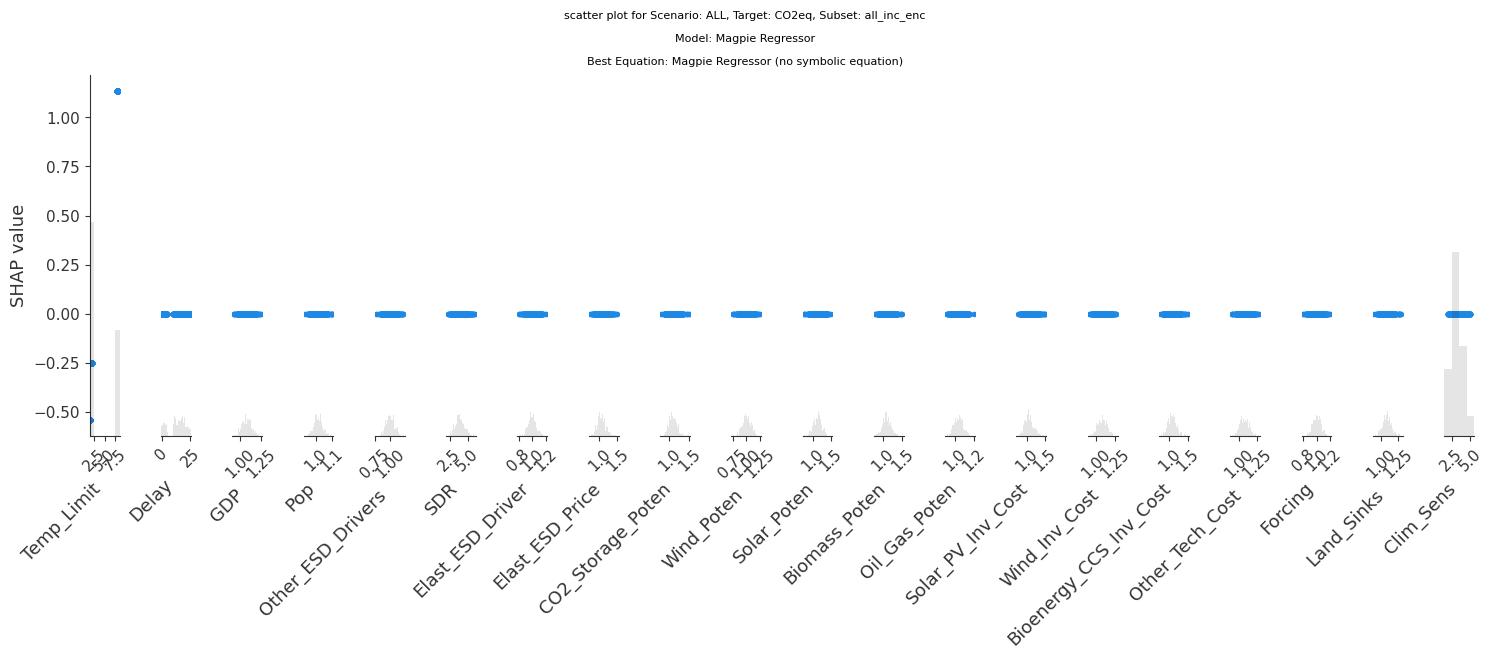 scatter plot for Scenario: ALL, Target: CO2eq, Subset: all_inc_enc
Model: Magpie Regressor
Best Equation: Magpie Regressor (no symbolic equation)
SHAP value
1.00
0.75
0.50
0.25
0.00
−0.25
−0.50
2.5 5.0 7.5
0 25
1.00 1.25
1.0 1.1
0.75 1.00
2.5 5.0
0.8 1.0 1.2
1.0 1.5
1.0 1.5
0.75 1.00 1.25
1.0 1.5
1.0 1.5
1.0 1.2
1.0 1.5
1.00 1.25
1.0 1.5
1.00 1.25
0.8 1.0 1.2
1.00 1.25
2.5 5.0
Temp_Limit
Delay
GDP
Pop
Other_ESD_Drivers
SDR
Elast_ESD_Driver
Elast_ESD_Price
CO2_Storage_Poten
Wind_Poten
Solar_Poten
Biomass_Poten
Oil_Gas_Poten
Solar_PV_Inv_Cost
Wind_Inv_Cost
Bioenergy_CCS_Inv_Cost
Other_Tech_Cost
Forcing
Land_Sinks
Clim_Sens